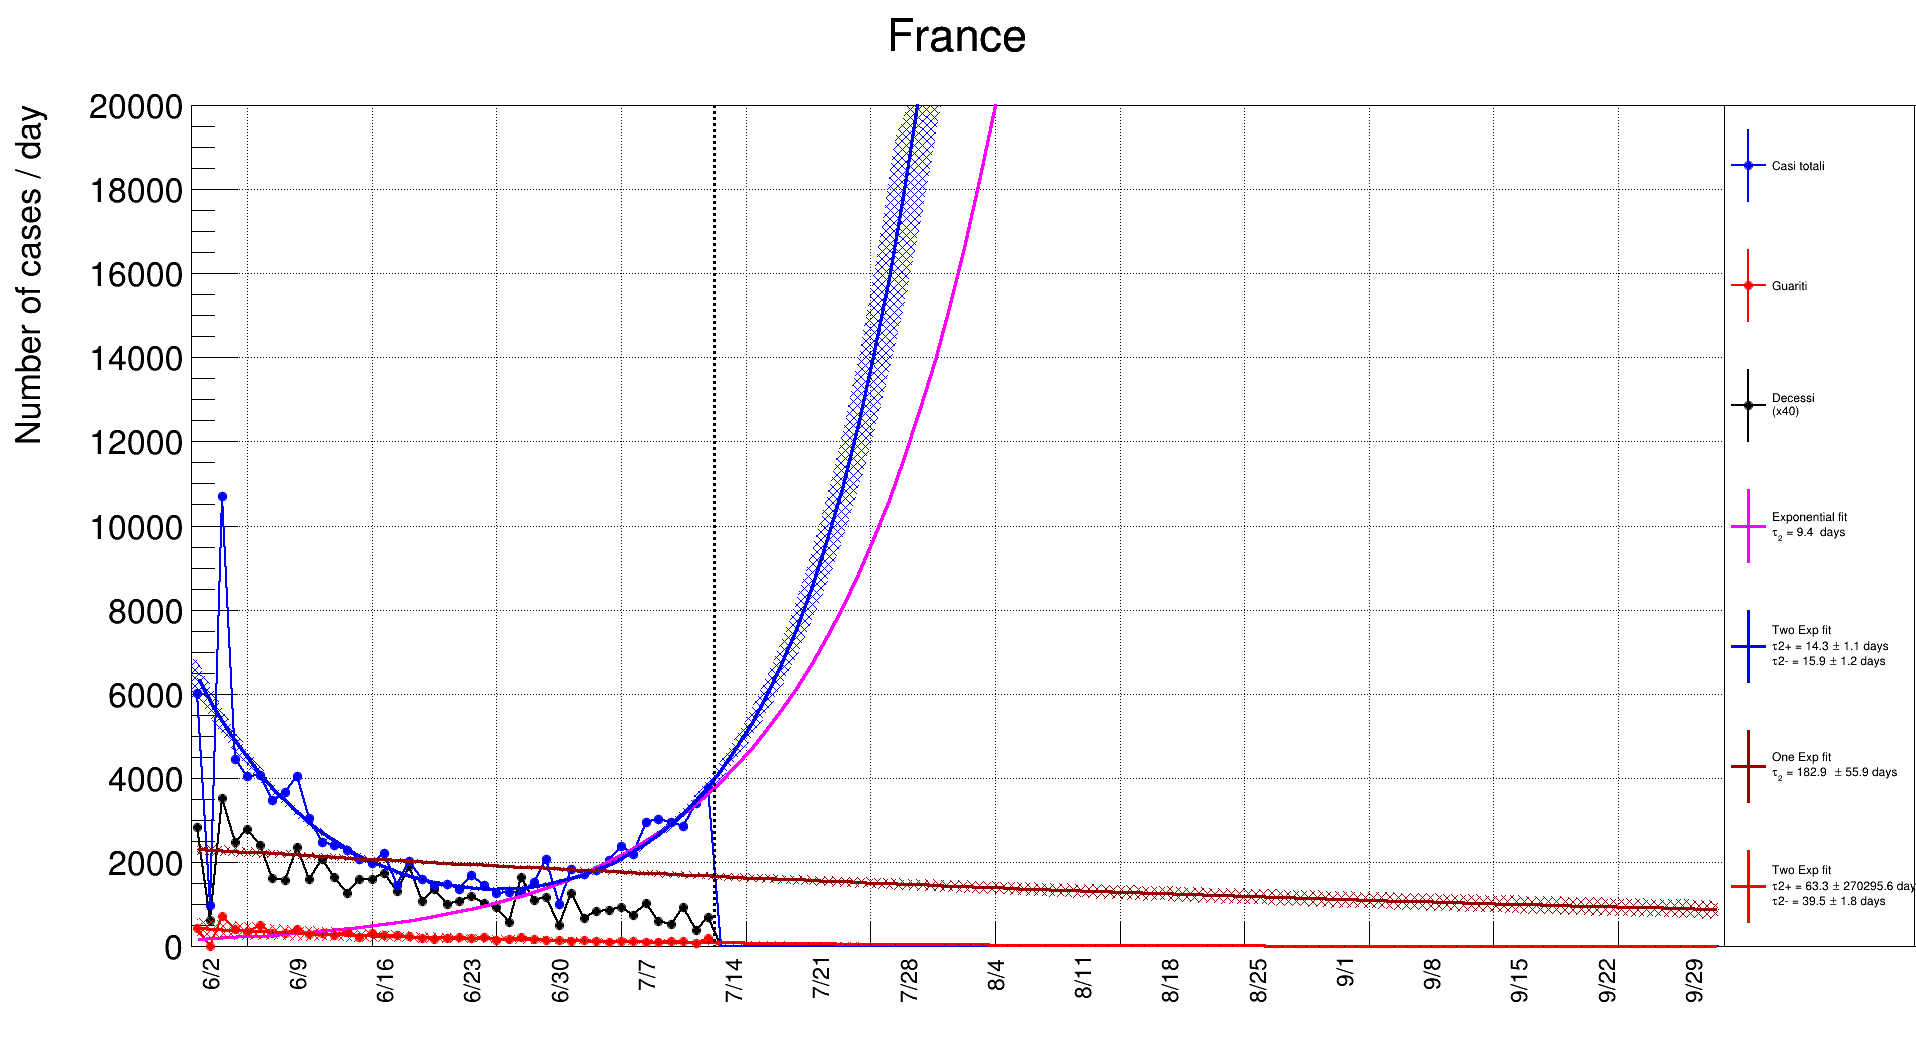 France
Number of cases / day
20000
18000
16000
14000
12000
10000
8000
6000
4000
2000
0
6/2
6/9
6/16
6/23
6/30
7/7
7/14
7/21
7/28
8/4
8/11
8/18
8/25
9/1
9/8
9/15
9/22
9/29
Casi totali
Guariti
Decessi
(x40)
Exponential fit
τ2 = 9.4 days
Two Exp fit
τ2+ = 14.3 ± 1.1 days
τ2- = 15.9 ± 1.2 days
One Exp fit
τ2 = 182.9 ± 55.9 days
Two Exp fit
τ2+ = 63.3 ± 270295.6 day
τ2- = 39.5 ± 1.8 days